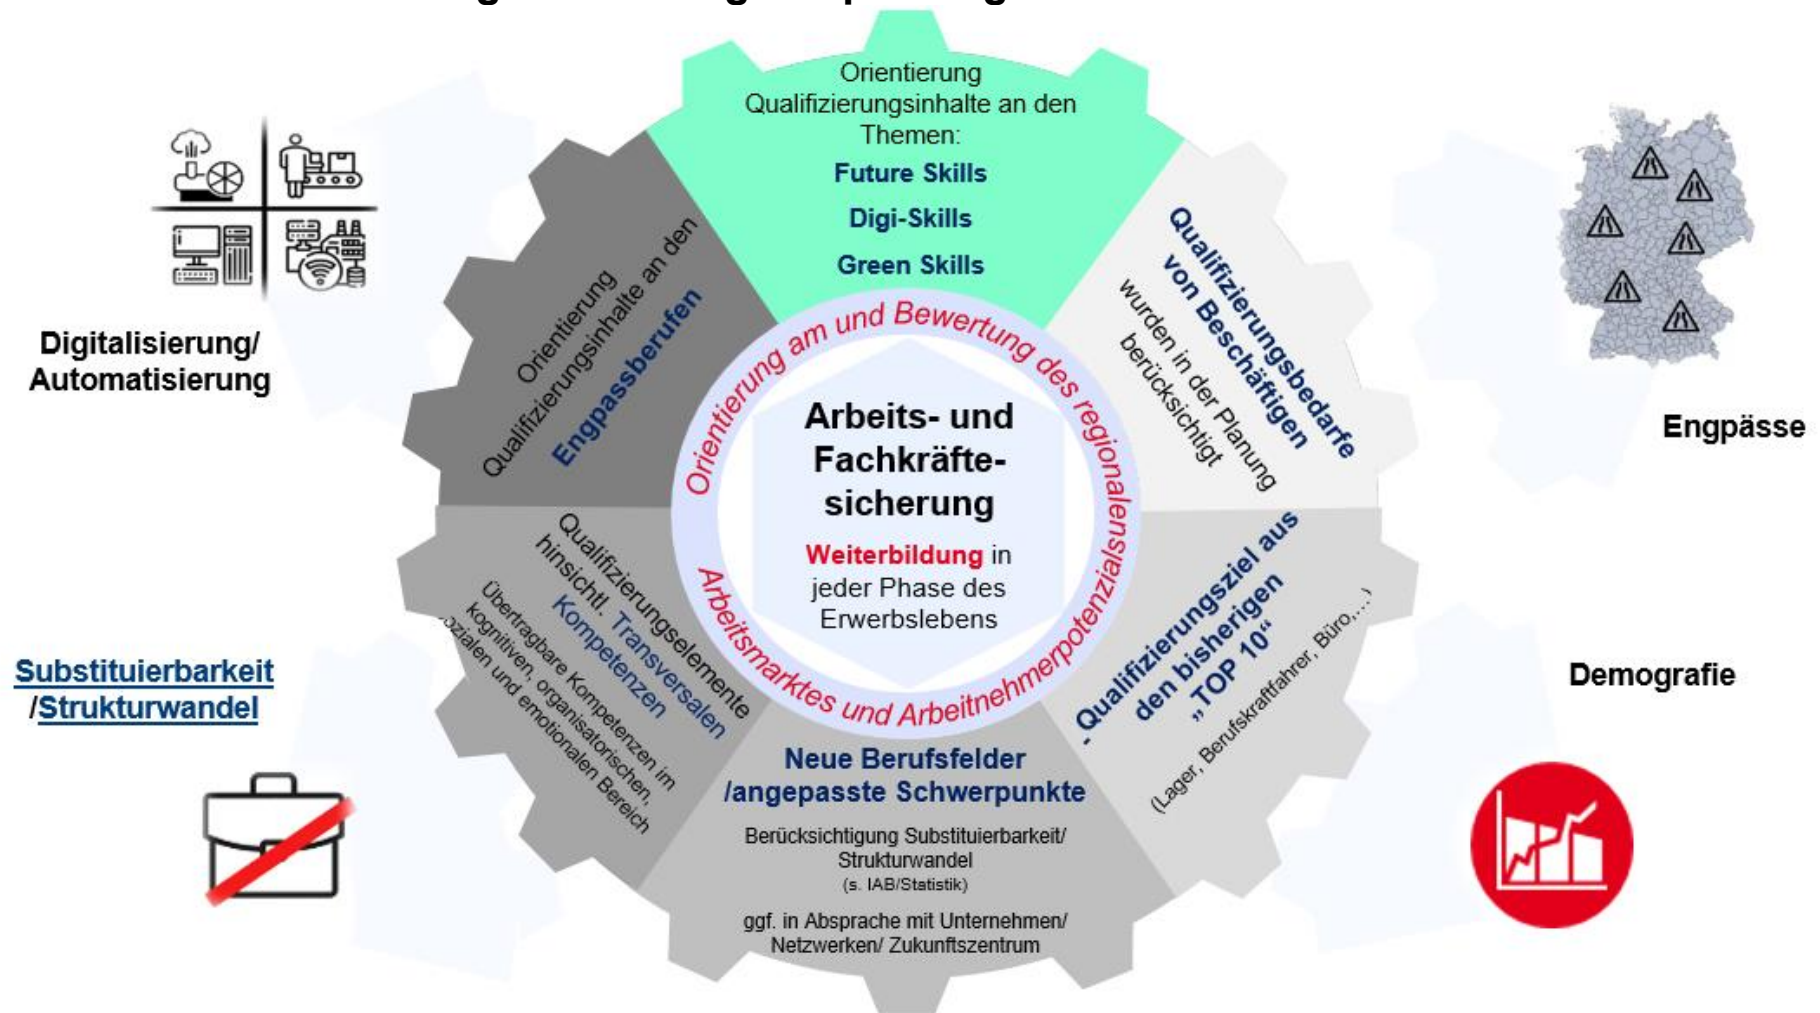 Orientierung
Qualifizierungsinhalte an den
Themen:
Future Skills
Digi-Skills
Green Skills
Qualifizierungsbedarfe
von Beschäftigen
wurden in der Planung
berücksichtigt
Qualifizierungsziel aus
den bisherigen
„TOP 10“
(Lager, Berufskraftfahrer, Büro,…)
Neue Berufsfelder
/angepasste Schwerpunkte
Berücksichtigung Substituierbarkeit/
Strukturwandel
(s. IAB/Statistik)
ggf. in Absprache mit Unternehmen/
Netzwerken/ Zukunftszentrum
Qualifizierungselemente
hinsichtl. Transversalen
Kompetenzen
Übertragbare Kompetenzen im
kognitiven, organisatorischen,
und emotionalen Bereich
Orientierung
Qualifizierungsinhalte an den
Engpassberufen
Orientierung am und Bewertung des regionalen
Arbeitsmarktes und Arbeitnehmerpotenzials
Arbeits- und
Fachkräfte-
sicherung
Weiterbildung in
jeder Phase des
Erwerbslebens
Digitalisierung/
Automatisierung
Substituierbarkeit
/Strukturwandel
Engpässe
Demografie